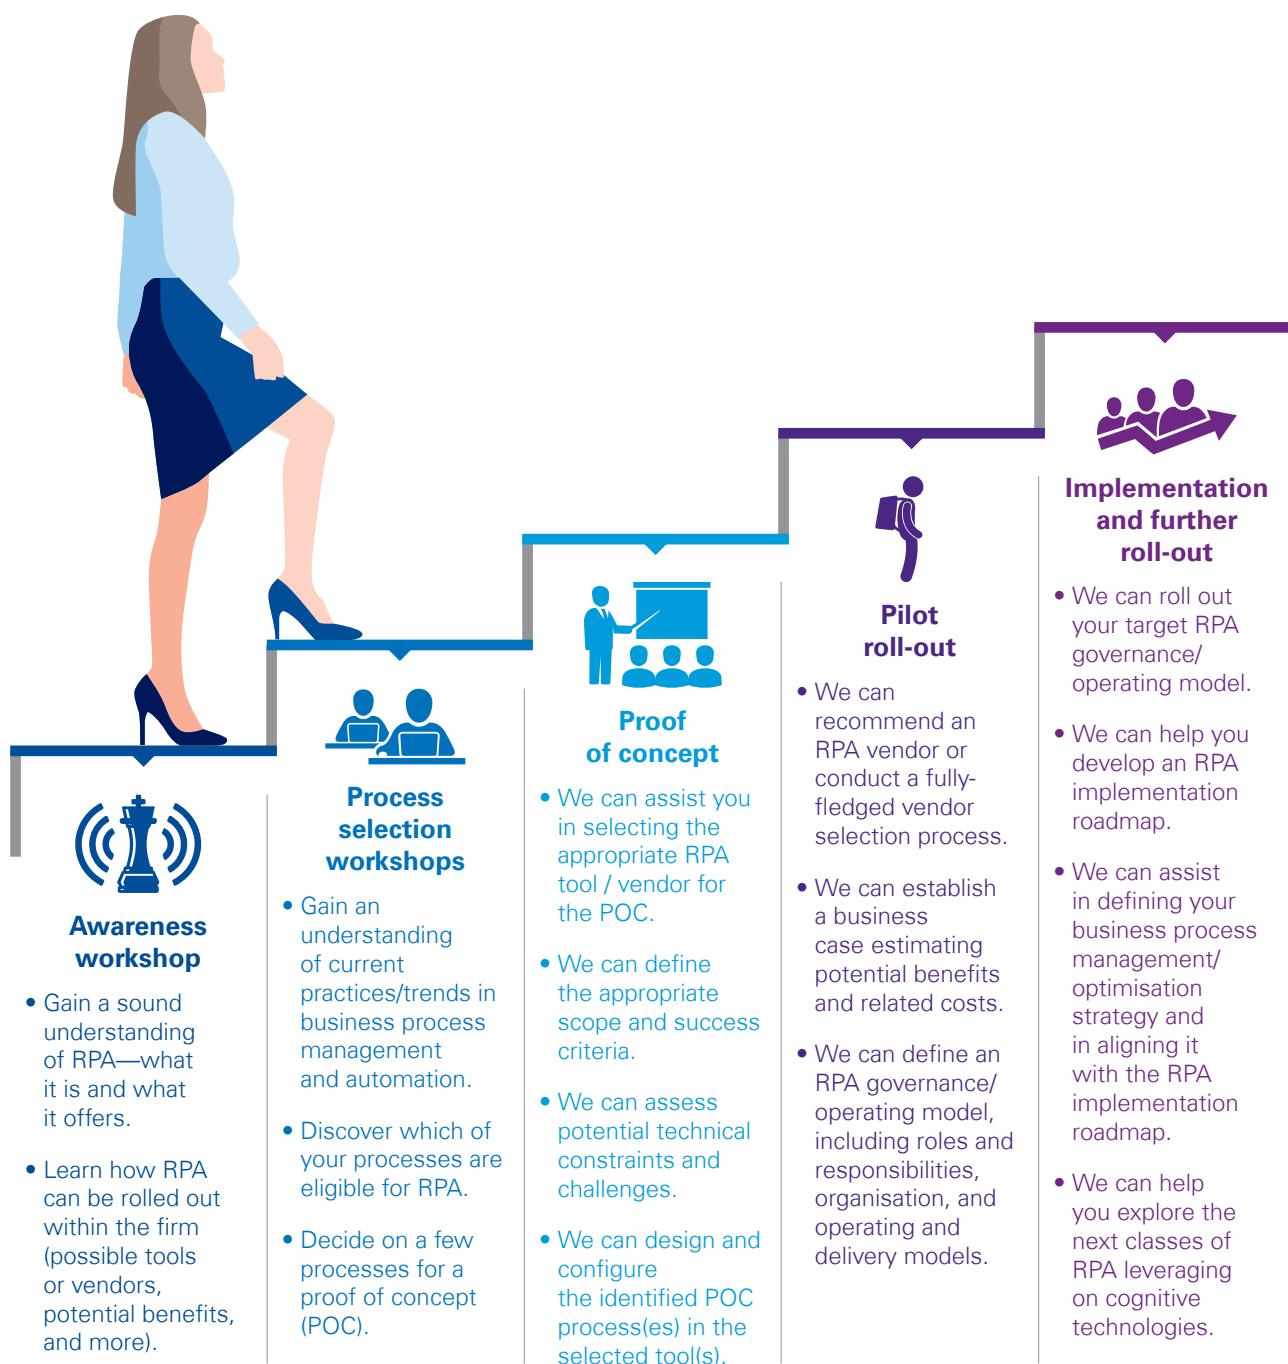 Awareness
workshop
• Gain a sound
understanding
of RPA—what
it is and what
it offers.
• Learn how RPA
can be rolled out
within the firm
(possible tools
or vendors,
potential benefits,
and more).
Process
selection
workshops
• Gain an
understanding
of current
practices/trends in
business process
management
and automation.
• Discover which of
your processes are
eligible for RPA.
• Decide on a few
processes for a
proof of concept
(POC).
Proof
of concept
• We can assist you
in selecting the
appropriate RPA
tool / vendor for
the POC.
• We can define
the appropriate
scope and success
criteria.
• We can assess
potential technical
constraints and
challenges.
• We can design and
configure
the identified POC
process(es) in the
selected tool(s).
Pilot
roll-out
• We can
recommend an
RPA vendor or
conduct a fully-
fledged vendor
selection process.
• We can establish
a business
case estimating
potential benefits
and related costs.
• We can define an
RPA governance/
operating model,
including roles and
responsibilities,
organisation, and
operating and
delivery models.
Implementation
and further
roll-out
• We can roll out
your target RPA
governance/
operating model.
• We can help you
develop an RPA
implementation
roadmap.
• We can assist
in defining your
business process
management/
optimisation
strategy and
in aligning it
with the RPA
implementation
roadmap.
• We can help
you explore the
next classes of
RPA leveraging
on cognitive
technologies.